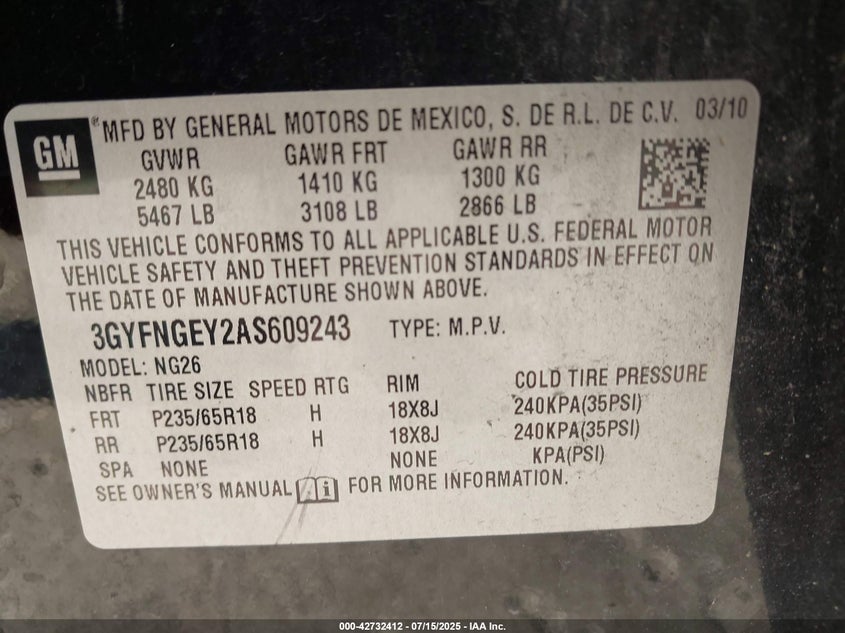 GM
®MFD BY GENERAL MOTORS DE MEXICO, S. DE R.L. DE C.V. 03/10
GVWR GAWR FRT GAWR RR
2480 KG 1410 KG 1300 KG
5467 LB 3108 LB 2866 LB
THIS VEHICLE CONFORMS TO ALL APPLICABLE U.S. FEDERAL MOTOR
VEHICLE SAFETY AND THEFT PREVENTION STANDARDS IN EFFECT ON
THE DATE OF MANUFACTURE SHOWN ABOVE.
3GYFNGEY2AS609243 TYPE: M.P.V.
MODEL: NG26
NBFR TIRE SIZE SPEED RTG RIM COLD TIRE PRESSURE
FRT P235/65R18 H 18X8J 240KPA(35PSI)
RR P235/65R18 H 18X8J 240KPA(35PSI)
SPA NONE NONE KPA(PSI)
SEE OWNER'S MANUAL FOR MORE INFORMATION.
000-42732412 - 07/15/2025 - IAA Inc.